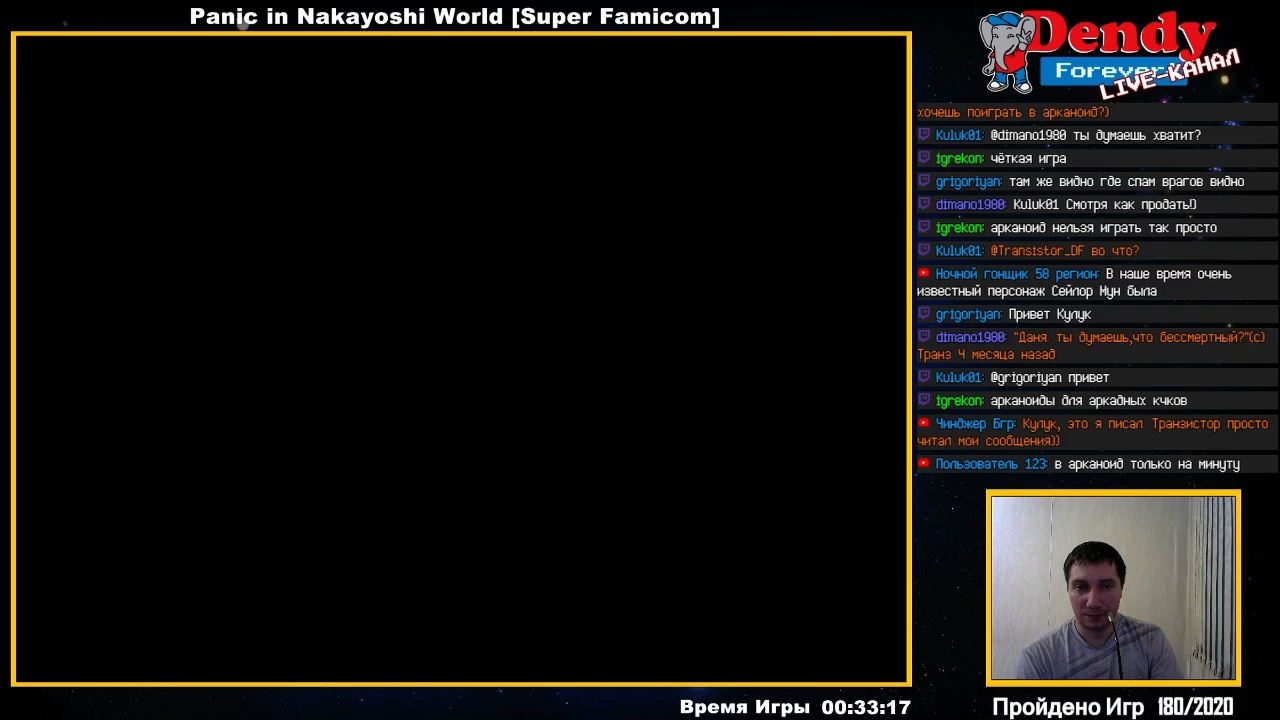 Panic in Nakayoshi World [Super Famicom]
Dendy
Forever!
LIVE-КАНАЛ
хочешь поиграть в арканоид?)
Kuluk01: @dimano1980 ты думаешь хватит?
igrekon: чёткая игра
grigoriyan: там же видно где спам врагов видно
dimano1980: Kuluk01 Смотря как продать!)
igrekon: арканоид нельзя играть так просто
Kuluk01: @Transistor_DF во что?
Ночной гонщик 58 регион: В наше время очень
известный персонаж Сейлор Мун была
grigoriyan: Привет Кулук
dimano1980: "Даня. ты думаешь,что бессмертный?"(с)
Транз 4 месяца назад
Kuluk01: @grigoriyan привет
igrekon: арканоиды для аркадных кчков
Чинджер Бгр: Кулук, это я писал. Транзистор просто
читал мои сообщения))
Пользователь 123: в арканоид только на минуту
Время Игры 00:33:17
Пройдено Игр 180/2020